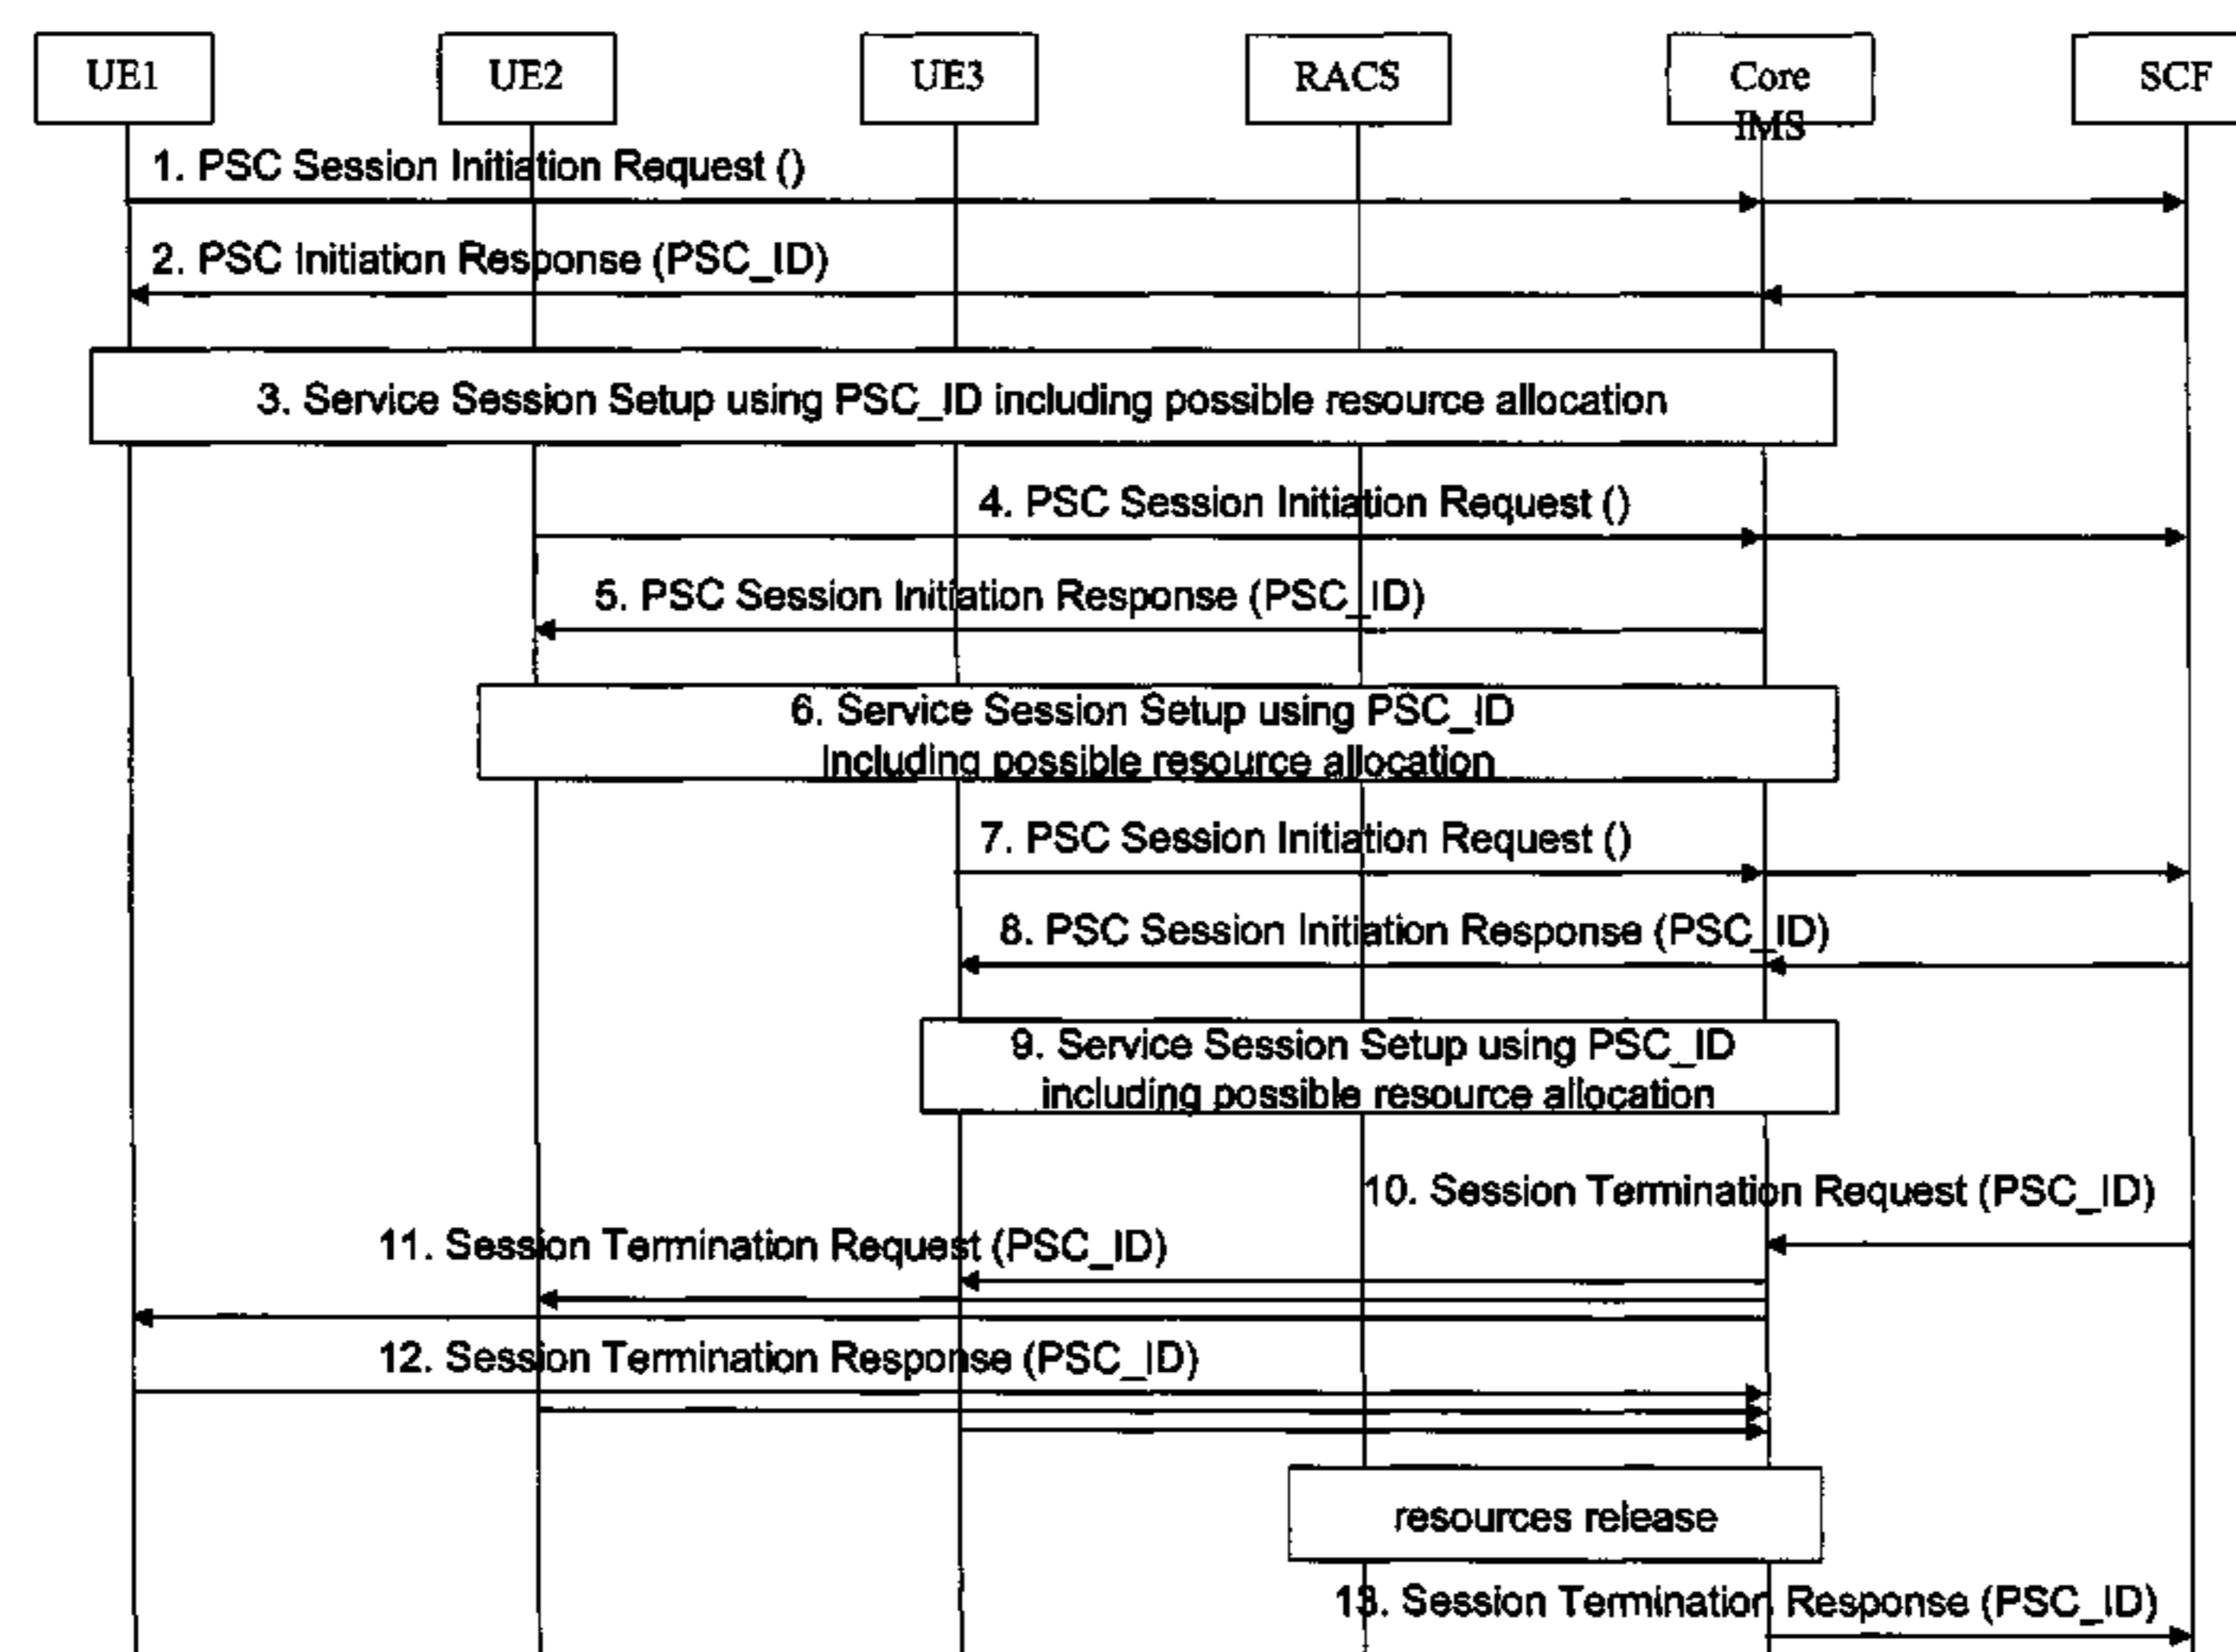 UE1
UE2
UE3
RACS
Core
IMS
SCF
1. PSC Session Initiation Request ()
2. PSC Initiation Response (PSC_ID)
3. Service Session Setup using PSC_ID including possible resource allocation
4. PSC Session Initiation Request ()
5. PSC Session Initiation Response (PSC_ID)
6. Service Session Setup using PSC_ID
including possible resource allocation
7. PSC Session Initiation Request ()
8. PSC Session Initiation Response (PSC_ID)
9. Service Session Setup using PSC_ID
including possible resource allocation
10. Session Termination Request (PSC_ID)
11. Session Termination Request (PSC_ID)
12. Session Termination Response (PSC_ID)
resources release
13. Session Termination Response (PSC_ID)